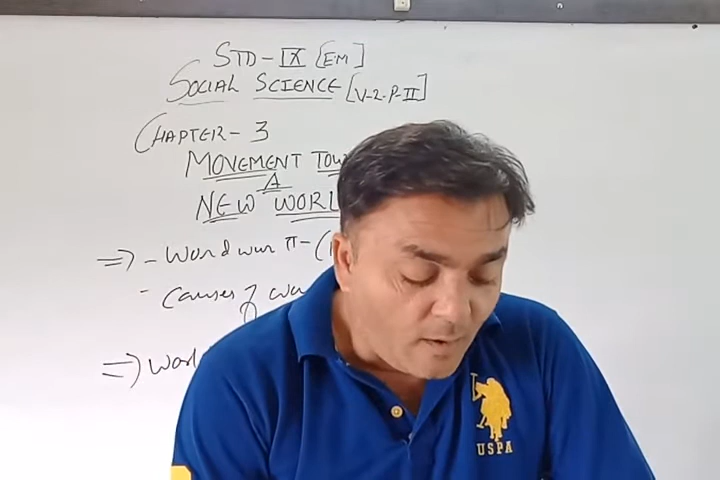 STD - IX [EM]
SOCIAL SCIENCE [V-2-P-II]
CHAPTER - 3
MOVEMENT TOW
A
NEW WORL
⇒ - World war II - (
- Causes of wa
⇒ Worl
USPA